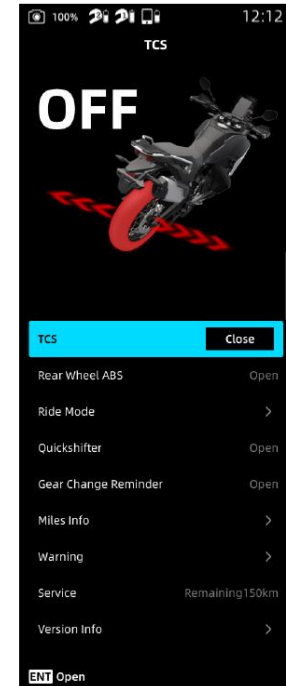 100% 12:12
TCS
OFF
TCS Close
Rear Wheel ABS Open
Ride Mode >
Quickshifter Open
Gear Change Reminder Open
Miles Info >
Warning >
Service Remaining150km
Version Info >
ENT Open